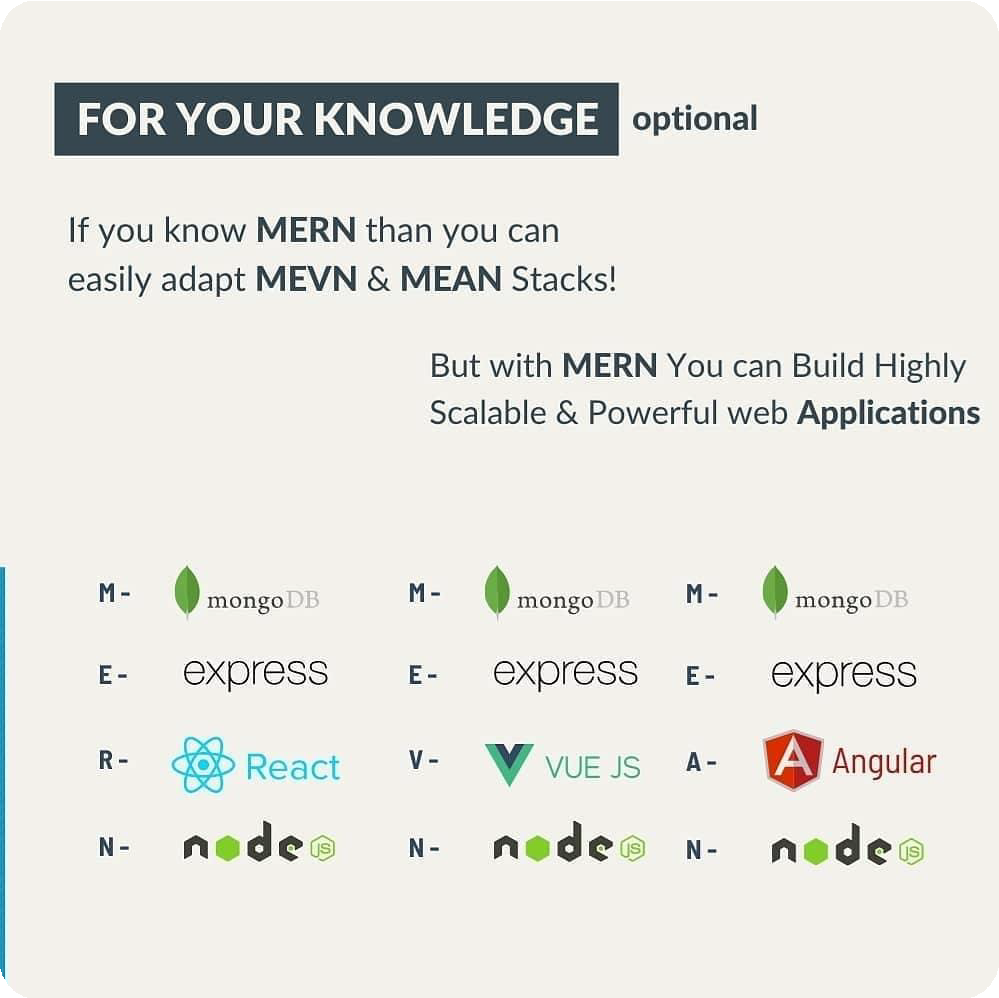 FOR YOUR KNOWLEDGE optional
If you know MERN than you can
easily adapt MEVN & MEAN Stacks!
But with MERN You can Build Highly
Scalable & Powerful web Applications
M - mongoDB M - mongoDB M - mongoDB
E - express E - express E - express
R - React V - VUE JS A - Angular
N - node JS N - node JS N - node JS